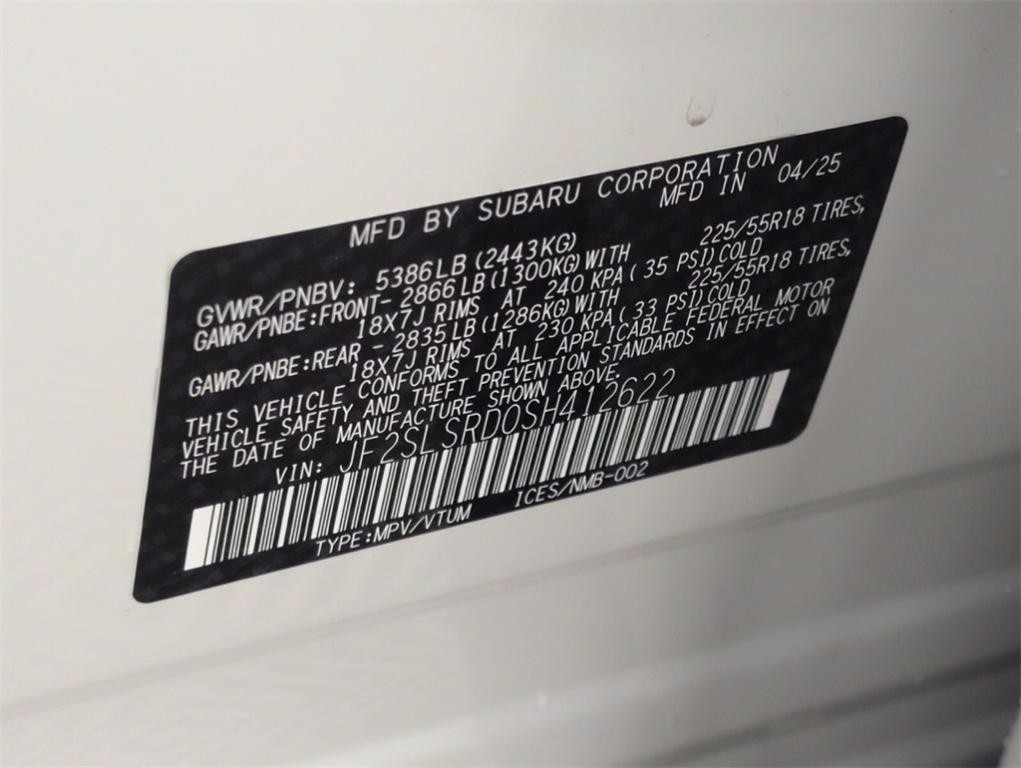 MFD BY SUBARU CORPORATION
MFD IN 04/25
GVWR/PNBV: 5386LB (2443KG)
GAWR/PNBE:FRONT- 2866LB(1300KG)WITH 225/55R18 TIRES,
18X7J RIMS AT 240 KPA( 35 PSI)COLD
GAWR/PNBE:REAR - 2835LB(1286KG)WITH 225/55R18 TIRES,
18X7J RIMS AT 230 KPA( 33 PSI)COLD
THIS VEHICLE CONFORMS TO ALL APPLICABLE FEDERAL MOTOR
VEHICLE SAFETY AND THEFT PREVENTION STANDARDS IN EFFECT ON
THE DATE OF MANUFACTURE SHOWN ABOVE.
VIN: JF2SLSRD0SH412622
TYPE:MPV/VTUM ICES/NMB-002